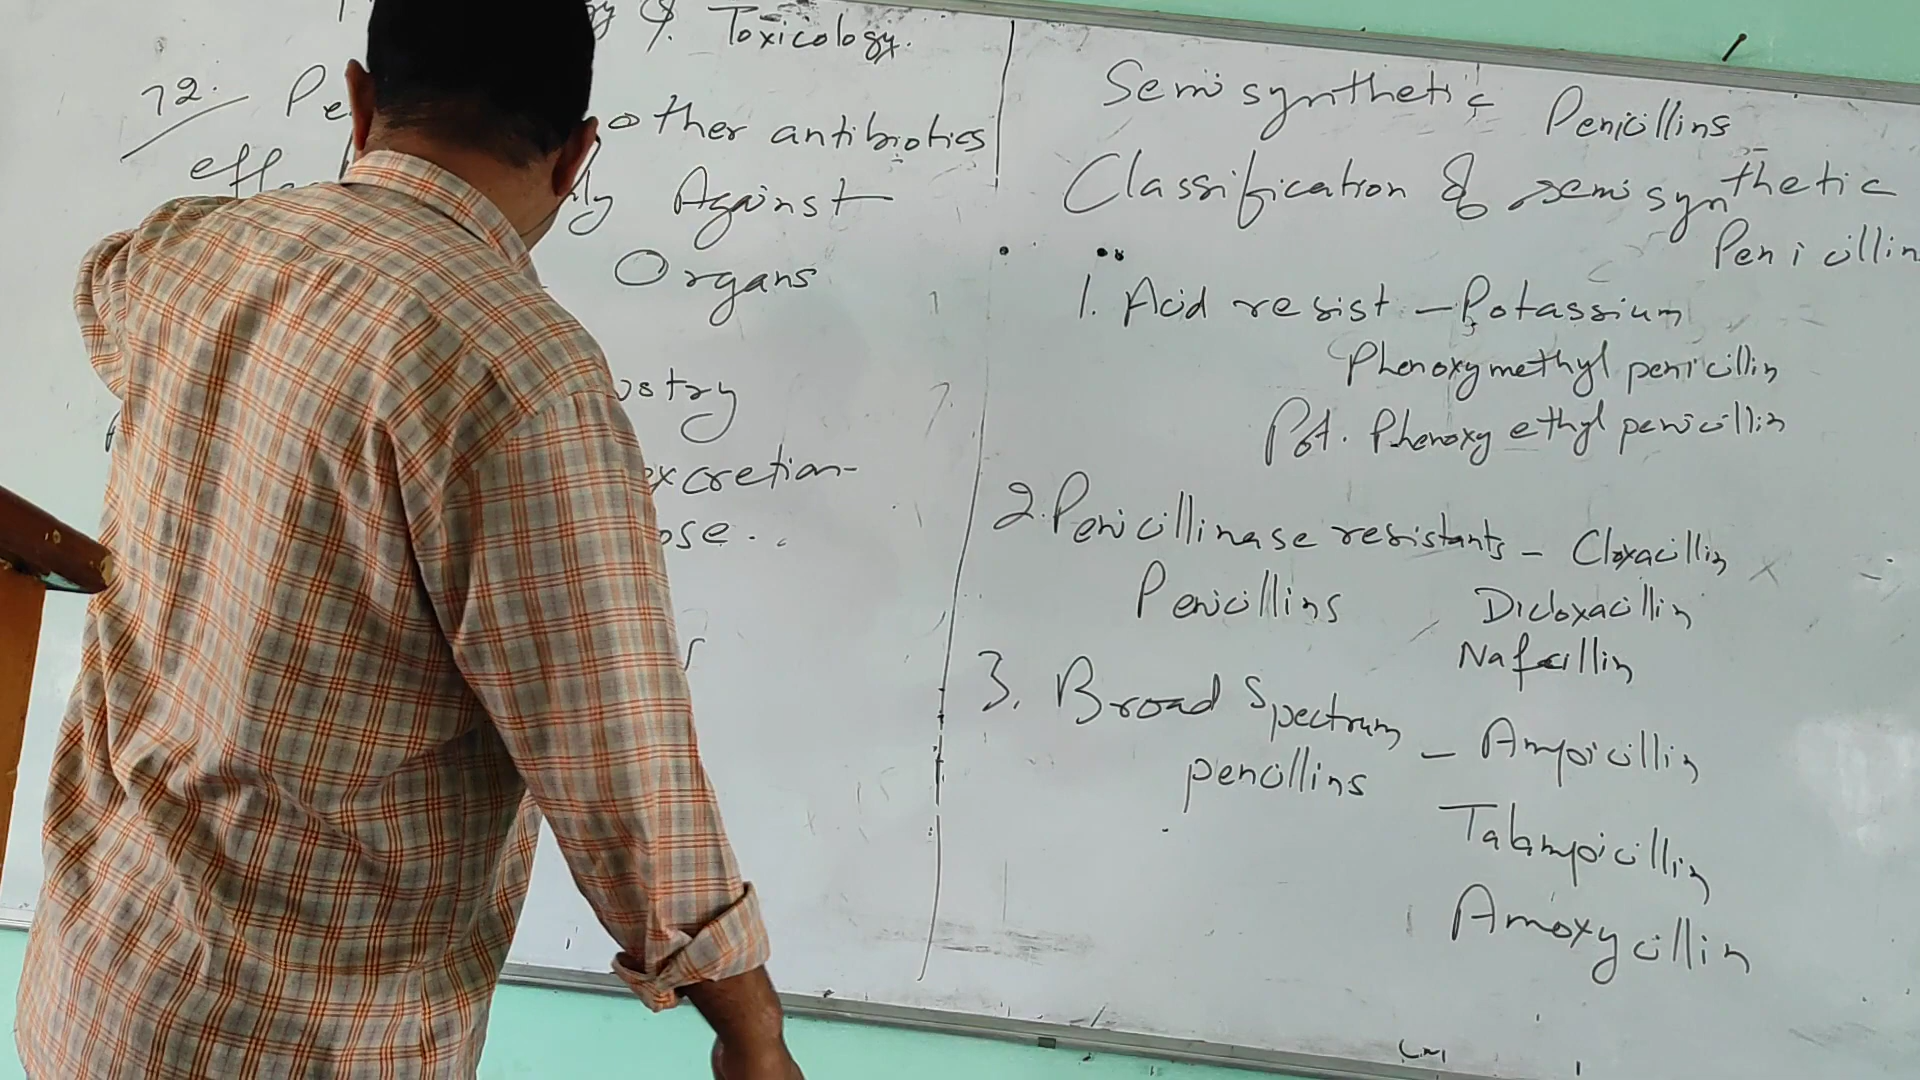 & Toxicology.
72. other antibiotics
Against
Organs
excretion
Semisynthetic Penicillins
Classification of semisynthetic
Penicillin
1. Acid resist - Potassium
Phenoxymethyl penicillin
Pot. Phenoxy ethyl penicillin
2. Penicillinase resistants - Cloxacillin
Penicillins Dicloxacillin
Nafcillin
3. Broad Spectrum - Ampicillin
pencillins
Talampicillin
Amoxycillin